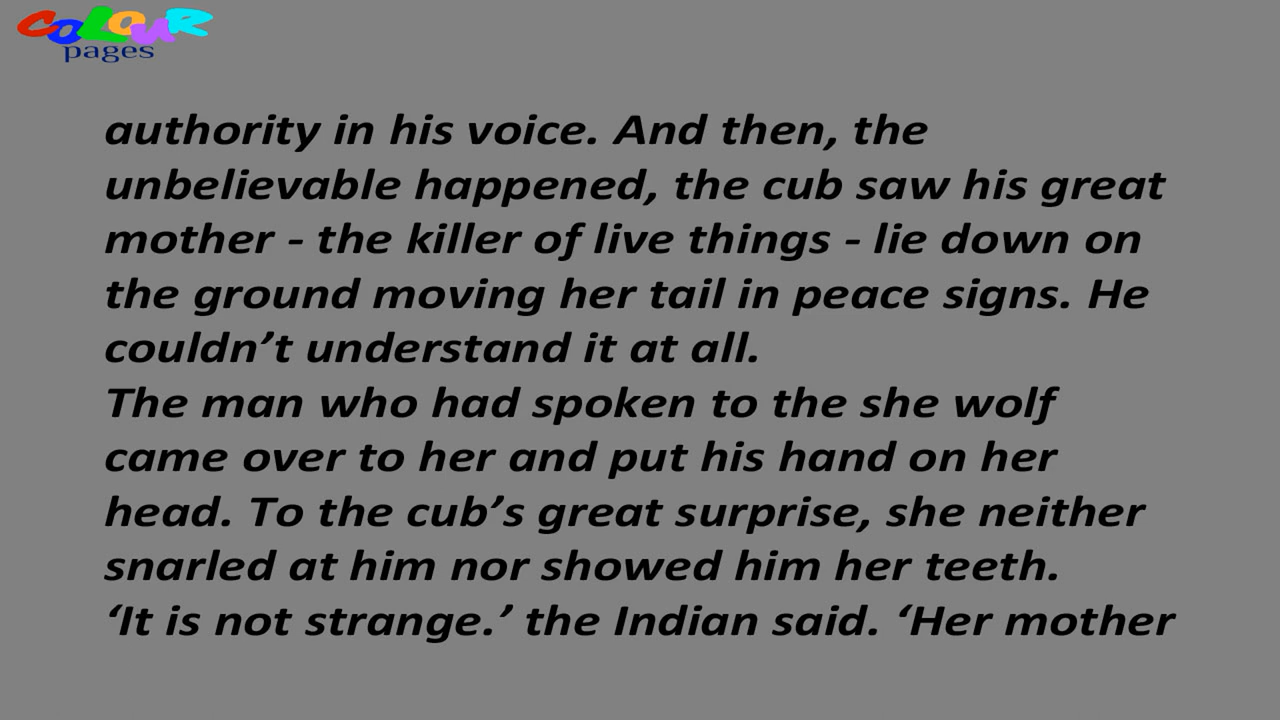 COLOUR
pages
authority in his voice. And then, the
unbelievable happened, the cub saw his great
mother - the killer of live things - lie down on
the ground moving her tail in peace signs. He
couldn’t understand it at all.
The man who had spoken to the she wolf
came over to her and put his hand on her
head. To the cub’s great surprise, she neither
snarled at him nor showed him her teeth.
‘It is not strange.’ the Indian said. ‘Her mother